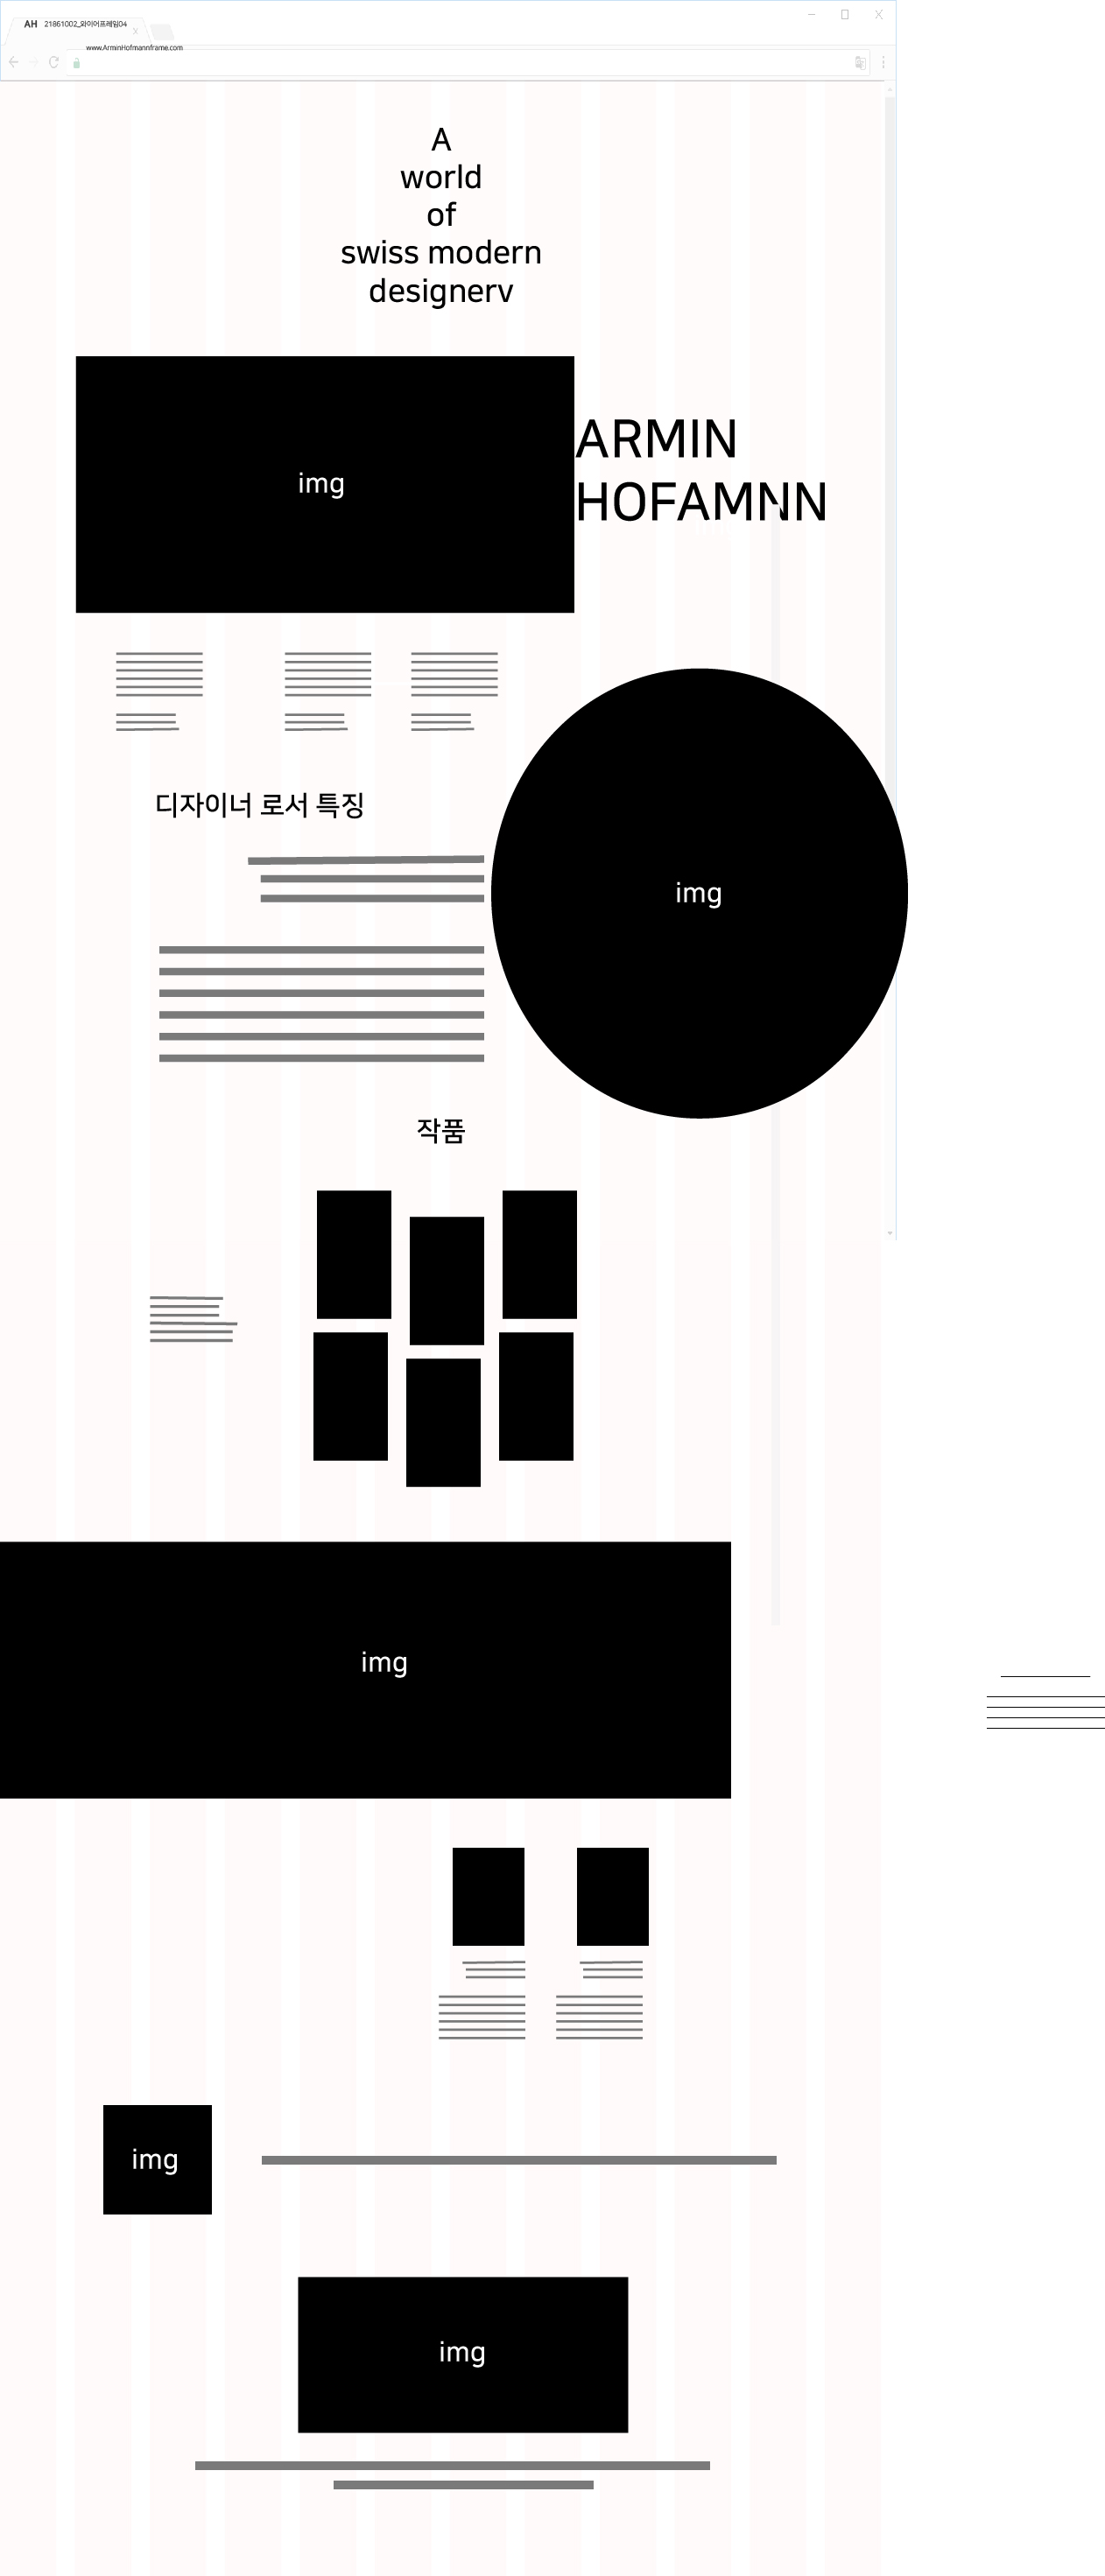 AH 21861002_와이어프레임04 X
www.ArminHofmannframe.com
A
world
of
swiss modern
designerv
img
ARMIN
HOFAMNN
디자이너 로서 특징
img
작품
img
img
img